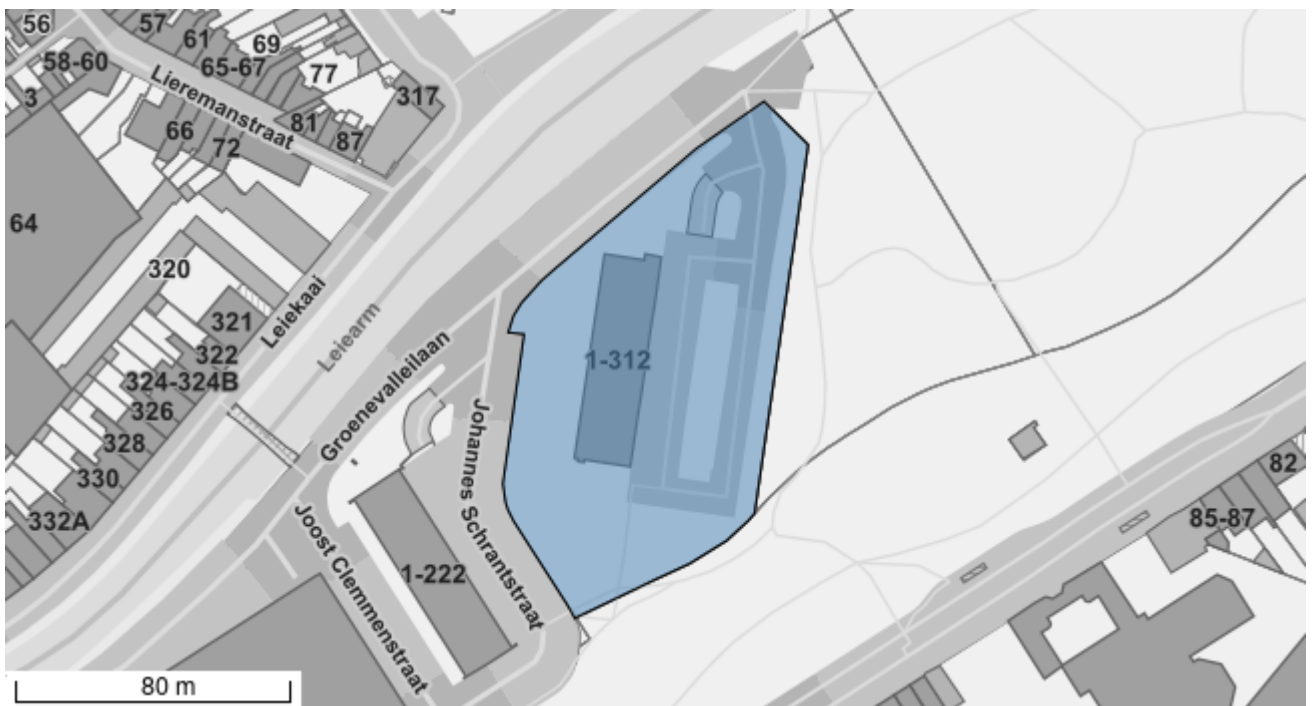 56
57
61
69
58-60
65-67
77
3
317
Lieremanstraat
81
66
87
72
64
320
321
Leiekaai
322
Leiearm
324-324B
326
328
330
332A
Groenevalleilaan
1-312
Johannes Schrantstraat
Joost Clemmenstraat
1-222
82
85-87
80 m